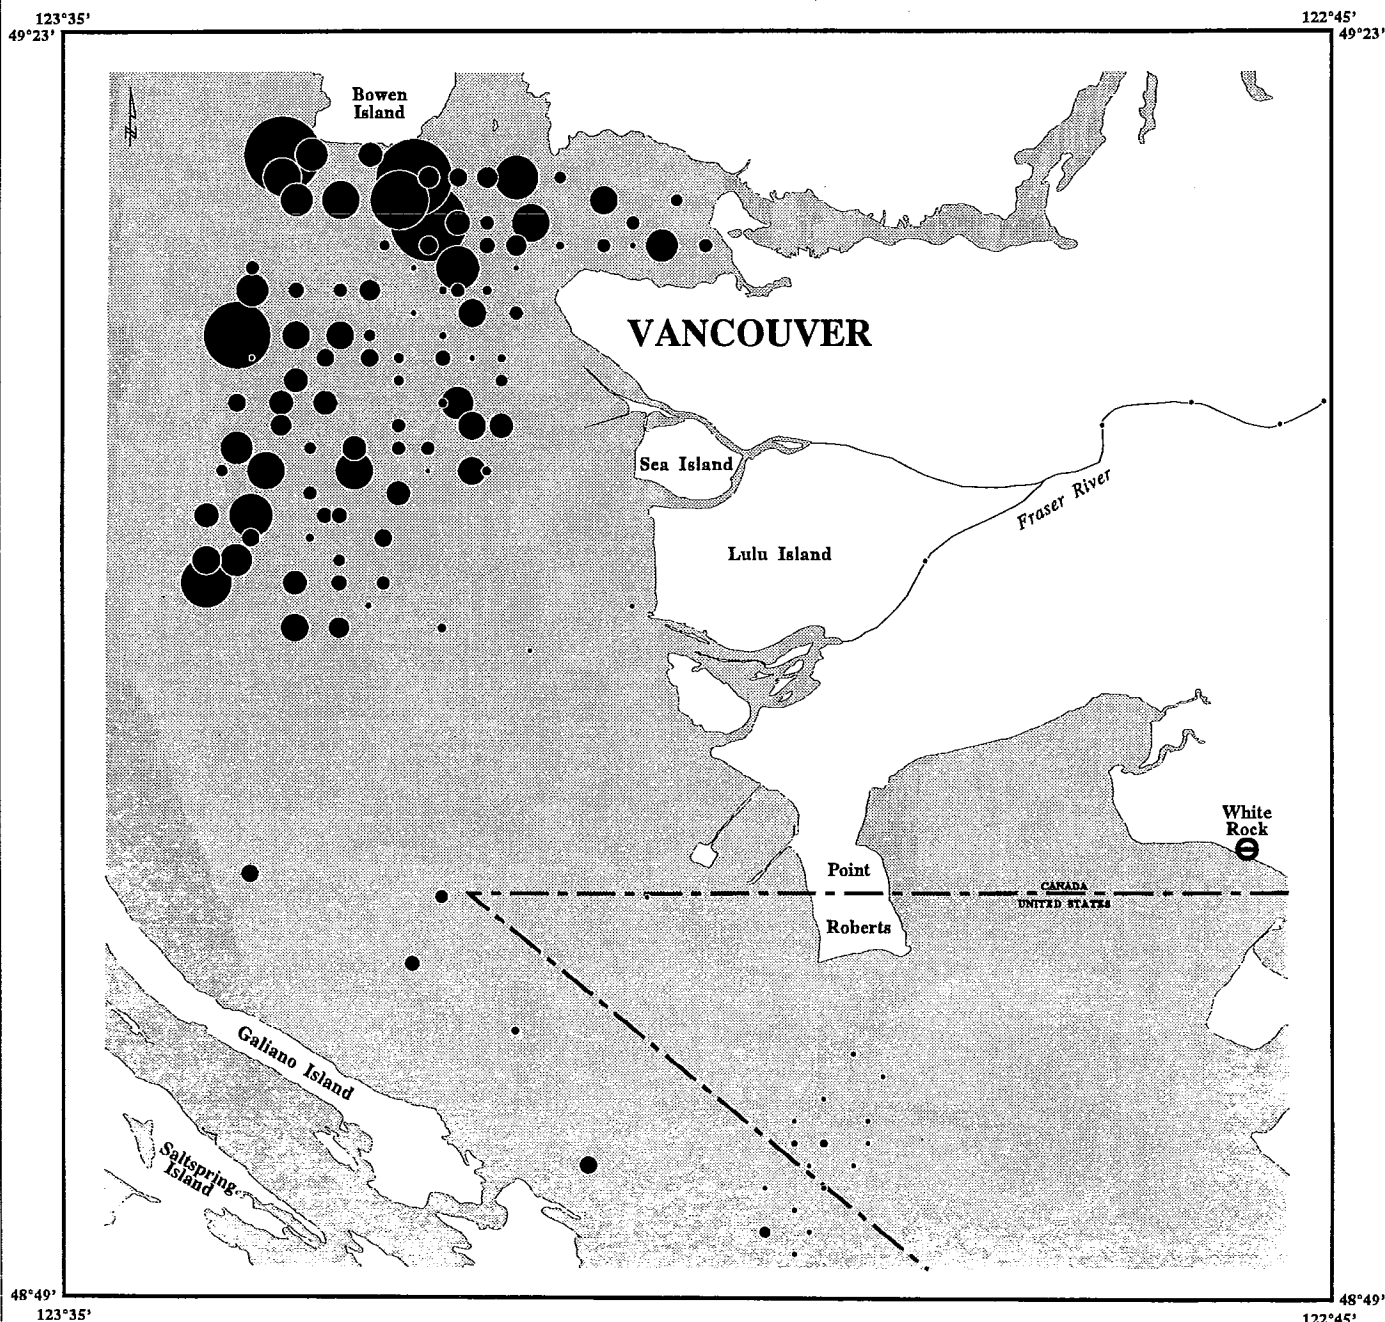 123°35'
122°45'
49°23'
49°23'
Bowen
Island
VANCOUVER
Sea Island
Fraser River
Lulu Island
White
Rock
Point
CANADA
UNITED STATES
Roberts
Galiano Island
Saltspring
Island
48°49'
48°49'
123°35'
122°45'